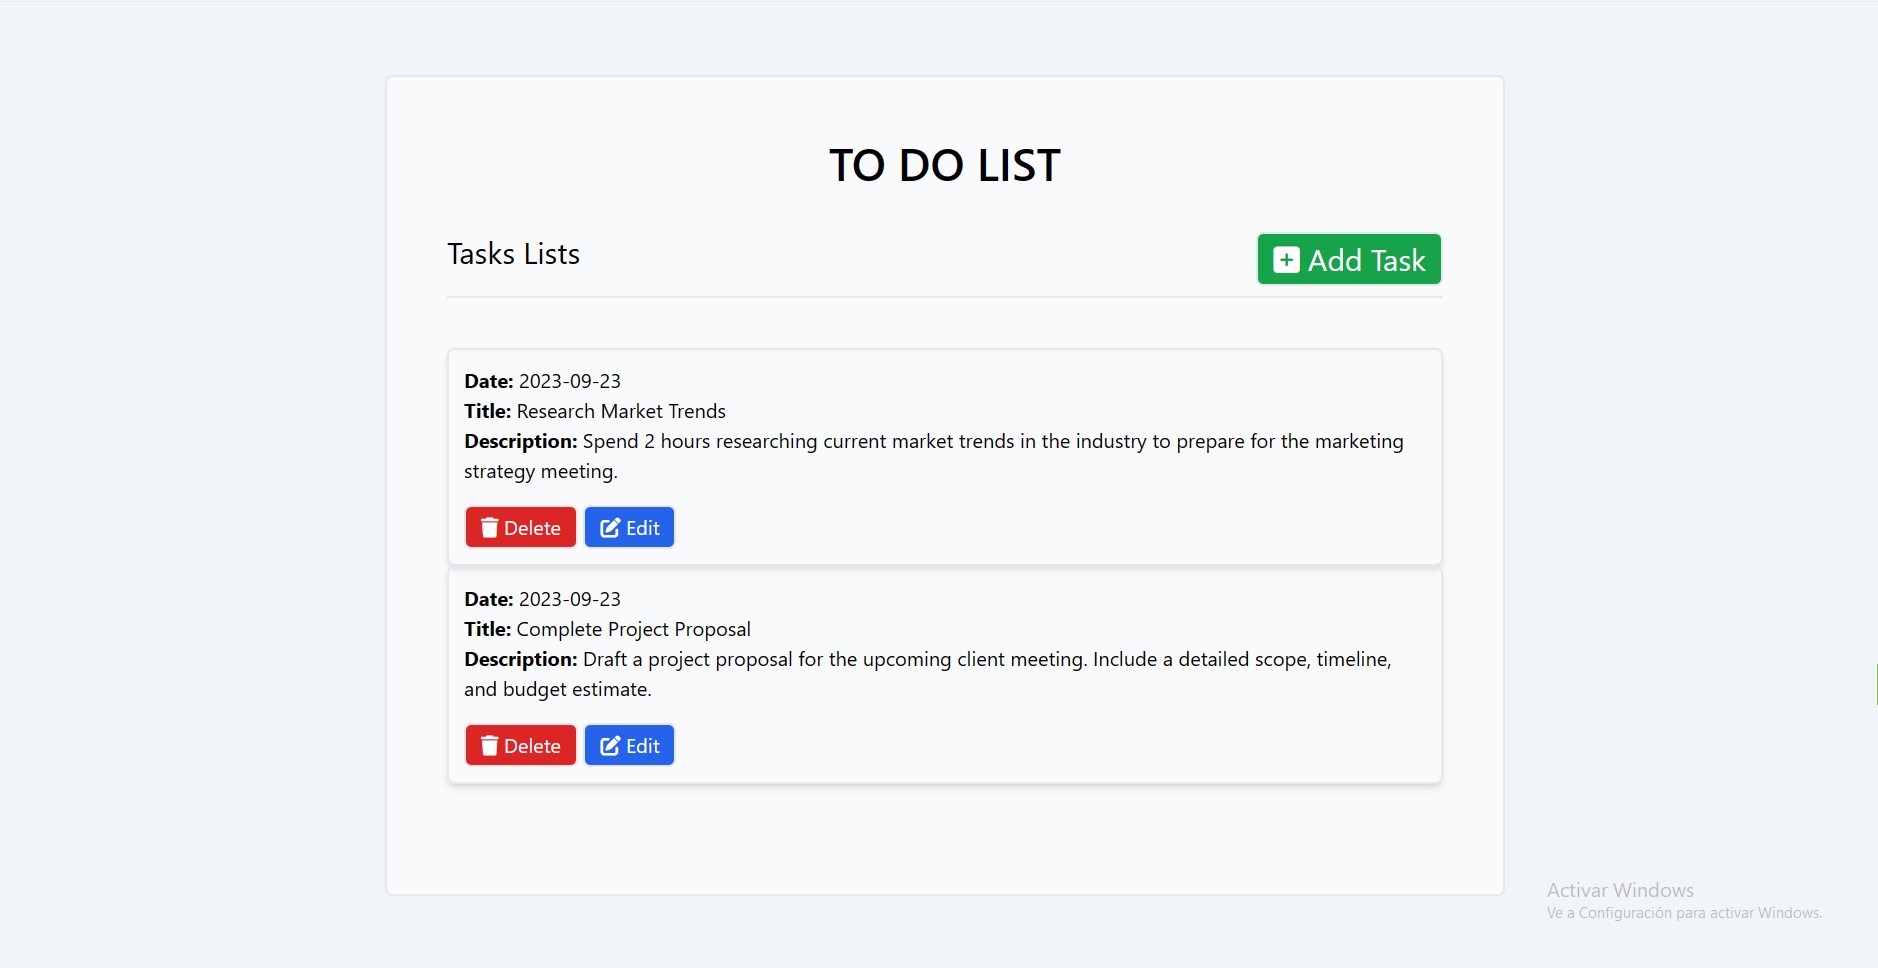 TO DO LIST
Tasks Lists
Add Task
Date: 2023-09-23
Title: Research Market Trends
Description: Spend 2 hours researching current market trends in the industry to prepare for the marketing
strategy meeting.
Delete Edit
Date: 2023-09-23
Title: Complete Project Proposal
Description: Draft a project proposal for the upcoming client meeting. Include a detailed scope, timeline,
and budget estimate.
Delete Edit
Activar Windows
Ve a Configuración para activar Windows.